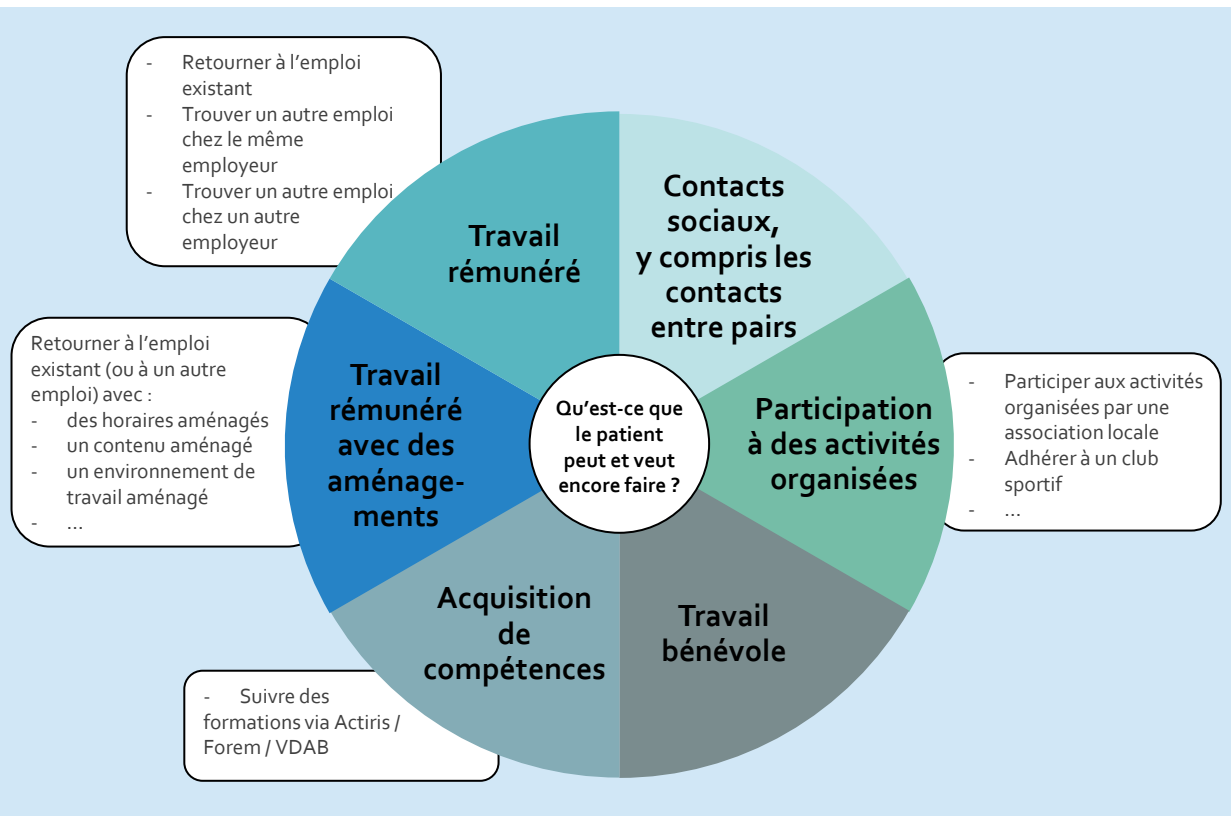 - Retourner à l'emploi
existant
- Trouver un autre emploi
chez le même
employeur
- Trouver un autre emploi
chez un autre
employeur
Travail
rémunéré
Contacts
sociaux,
y compris les
contacts
entre pairs
Retourner à l'emploi
existant (ou à un autre
emploi) avec :
- des horaires aménagés
- un contenu aménagé
- un environnement de
travail aménagé
- ...
Travail
rémunéré
avec des
aménage-
ments
Qu'est-ce que
le patient
peut et veut
encore faire ?
Participation
à des activités
organisées
- Participer aux activités
organisées par une
association locale
- Adhérer à un club
sportif
- ...
Acquisition
de
compétences
Travail
bénévole
- Suivre des
formations via Actiris /
Forem / VDAB